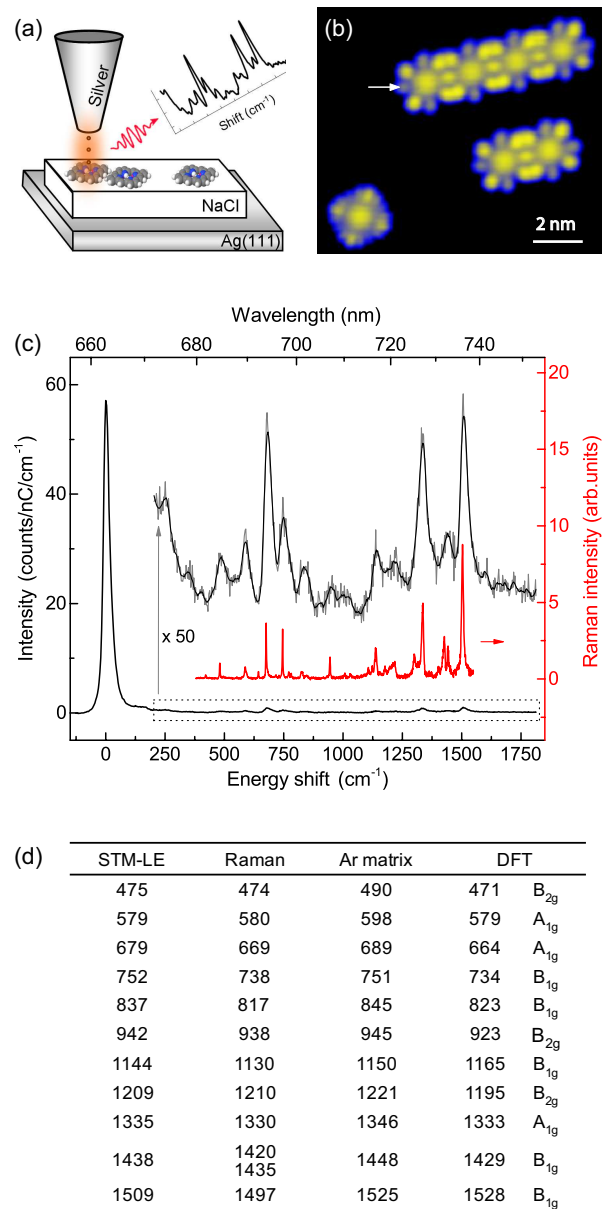 (a)
Silver
Shift (cm-1)
NaCl
Ag(111)
(b)
2 nm
Wavelength (nm)
(c)
660 680 690 700 720 740
Intensity (counts/nC/cm-1)
60
40
20
0
x 50
20
15
10
5
0
Raman intensity (arb.units)
0 250 500 750 1000 1250 1500 1750
Energy shift (cm-1)
(d)
STM-LE Raman Ar matrix DFT
475 474 490 471 B2g
579 580 598 579 A1g
679 669 689 664 A1g
752 738 751 734 B1g
837 817 845 823 B1g
942 938 945 923 B2g
1144 1130 1150 1165 B1g
1209 1210 1221 1195 B2g
1335 1330 1346 1333 A1g
1438 1420 1435 1448 1429 B1g
1509 1497 1525 1528 B1g